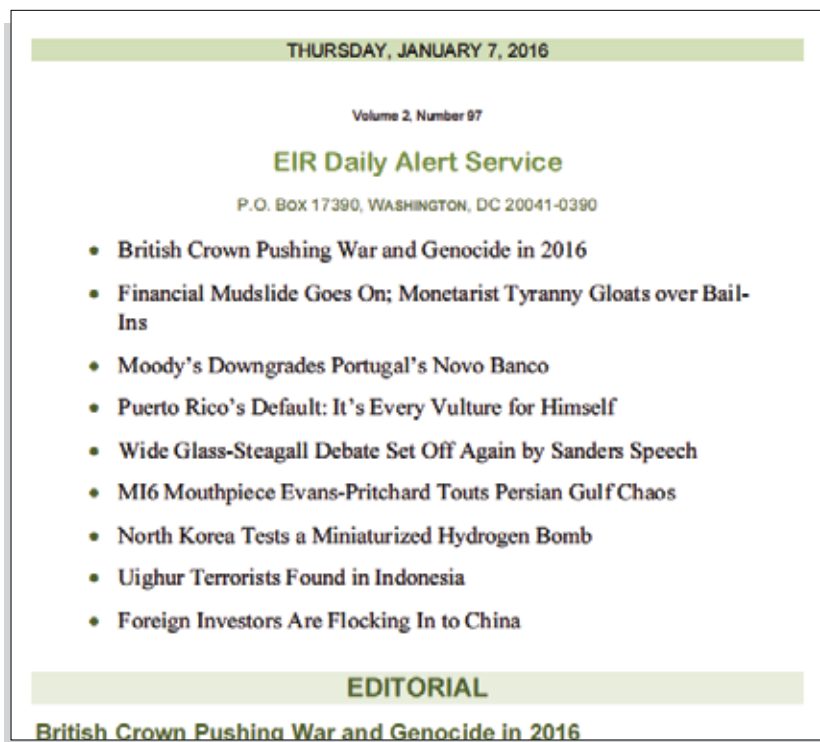 THURSDAY, JANUARY 7, 2016
Volume 2, Number 97
EIR Daily Alert Service
P.O. BOX 17390, WASHINGTON, DC 20041-0390
• British Crown Pushing War and Genocide in 2016
• Financial Mudslide Goes On; Monetarist Tyranny Gloats over Bail-
Ins
• Moody’s Downgrades Portugal’s Novo Banco
• Puerto Rico’s Default: It’s Every Vulture for Himself
• Wide Glass-Steagall Debate Set Off Again by Sanders Speech
• MI6 Mouthpiece Evans-Pritchard Touts Persian Gulf Chaos
• North Korea Tests a Miniaturized Hydrogen Bomb
• Uighur Terrorists Found in Indonesia
• Foreign Investors Are Flocking In to China
EDITORIAL
British Crown Pushing War and Genocide in 2016